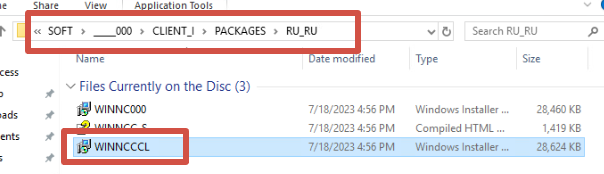 Home Share View Application Tools
« SOFT > _____000 > CLIENT_I > PACKAGES > RU_RU Search RU_RU
Name Date modified Type Size
Files Currently on the Disc (3)
WINNC000 7/18/2023 4:56 PM Windows Installer ... 28,460 KB
7/18/2023 4:56 PM Compiled HTML ... 1,419 KB
WINNCCCL 7/18/2023 4:56 PM Windows Installer ... 28,624 KB
ccess
oads
ents
s